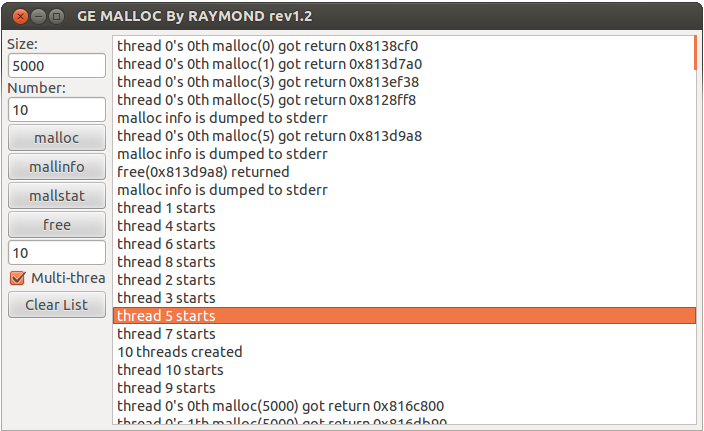 GE MALLOC By RAYMOND rev1.2
Size:
5000
Number:
10
malloc
mallinfo
mallstat
free
10
Multi-threa
Clear List
thread 0's 0th malloc(0) got return 0x8138cf0
thread 0's 0th malloc(1) got return 0x813d7a0
thread 0's 0th malloc(3) got return 0x813ef38
thread 0's 0th malloc(5) got return 0x8128ff8
malloc info is dumped to stderr
thread 0's 0th malloc(5) got return 0x813d9a8
malloc info is dumped to stderr
free(0x813d9a8) returned
malloc info is dumped to stderr
thread 1 starts
thread 4 starts
thread 6 starts
thread 8 starts
thread 2 starts
thread 3 starts
thread 5 starts
thread 7 starts
10 threads created
thread 10 starts
thread 9 starts
thread 0's 0th malloc(5000) got return 0x816c800
thread 0's 1th malloc(5000) got return 0x816db90